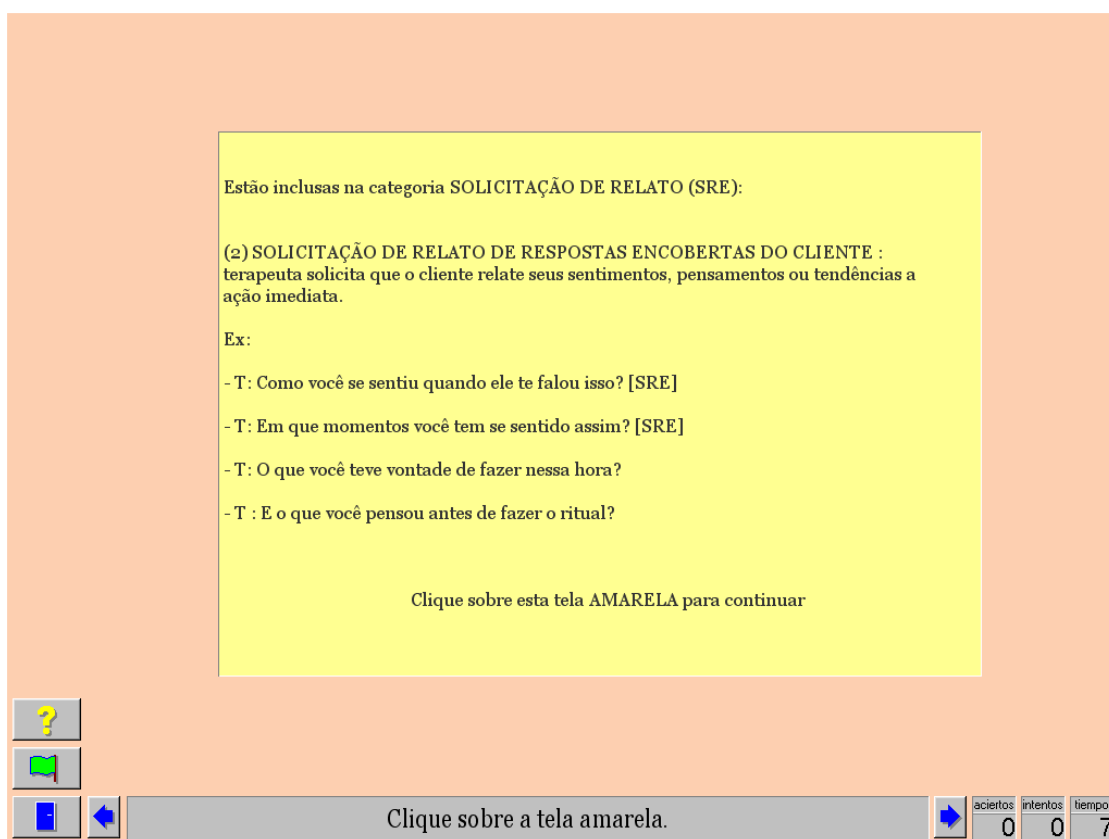 Estão inclusas na categoria SOLICITAÇÃO DE RELATO (SRE):
(2) SOLICITAÇÃO DE RELATO DE RESPOSTAS ENCOBERTAS DO CLIENTE :
terapeuta solicita que o cliente relate seus sentimentos, pensamentos ou tendências a
ação imediata.
Ex:
- T: Como você se sentiu quando ele te falou isso? [SRE]
- T: Em que momentos você tem se sentido assim? [SRE]
- T: O que você teve vontade de fazer nessa hora?
- T : E o que você pensou antes de fazer o ritual?
Clique sobre esta tela AMARELA para continuar
?
Clique sobre a tela amarela.
aciertos intentos tiempo
0 0 7